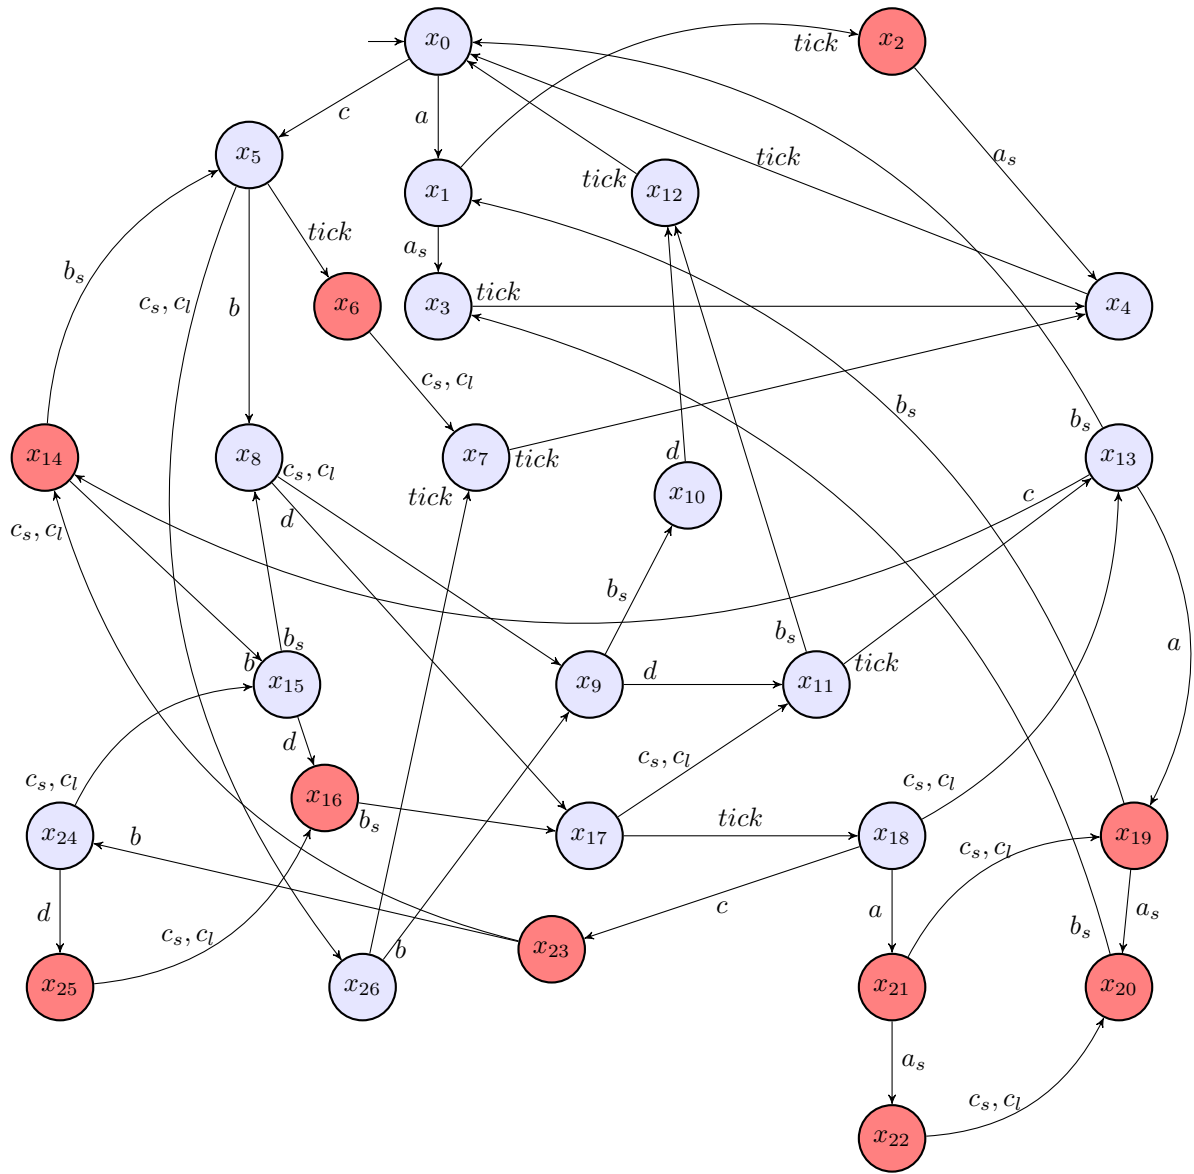 x₀
tick
x₂
c
a
x₅
aₛ
tick
x₁
tick
x₁₂
tick
aₛ
bₛ
cₛ, cₗ
b
x₆
x₃
tick
x₄
cₛ, cₗ
bₛ
bₛ
x₁₄
x₈
cₛ, cₗ
x₇
tick
d
x₁₃
tick
x₁₀
c
cₛ, cₗ
d
bₛ
bₛ
bₛ
a
b
x₁₅
x₉
d
x₁₁
tick
d
cₛ, cₗ
cₛ, cₗ
x₁₆
cₛ, cₗ
bₛ
tick
x₂₄
b
x₁₇
x₁₈
cₛ, cₗ
x₁₉
d
cₛ, cₗ
c
a
aₛ
bₛ
b
x₂₃
x₂₅
x₂₆
x₂₁
x₂₀
aₛ
cₛ, cₗ
x₂₂